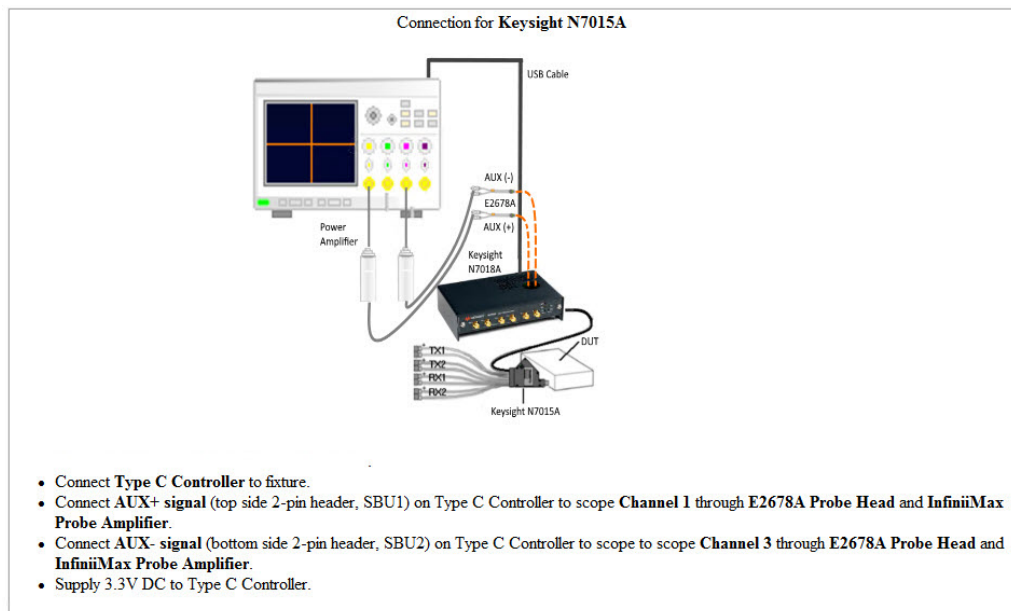 Connection for Keysight N7015A
USB Cable
AUX (-)
E2678A
AUX (+)
Power
Amplifier
Keysight
N7018A
DUT
TX1
TX2
RX1
RX2
Keysight N7015A
• Connect Type C Controller to fixture.
• Connect AUX+ signal (top side 2-pin header, SBU1) on Type C Controller to scope Channel 1 through E2678A Probe Head and InfiniiMax
Probe Amplifier.
• Connect AUX- signal (bottom side 2-pin header, SBU2) on Type C Controller to scope to scope Channel 3 through E2678A Probe Head and
InfiniiMax Probe Amplifier.
• Supply 3.3V DC to Type C Controller.